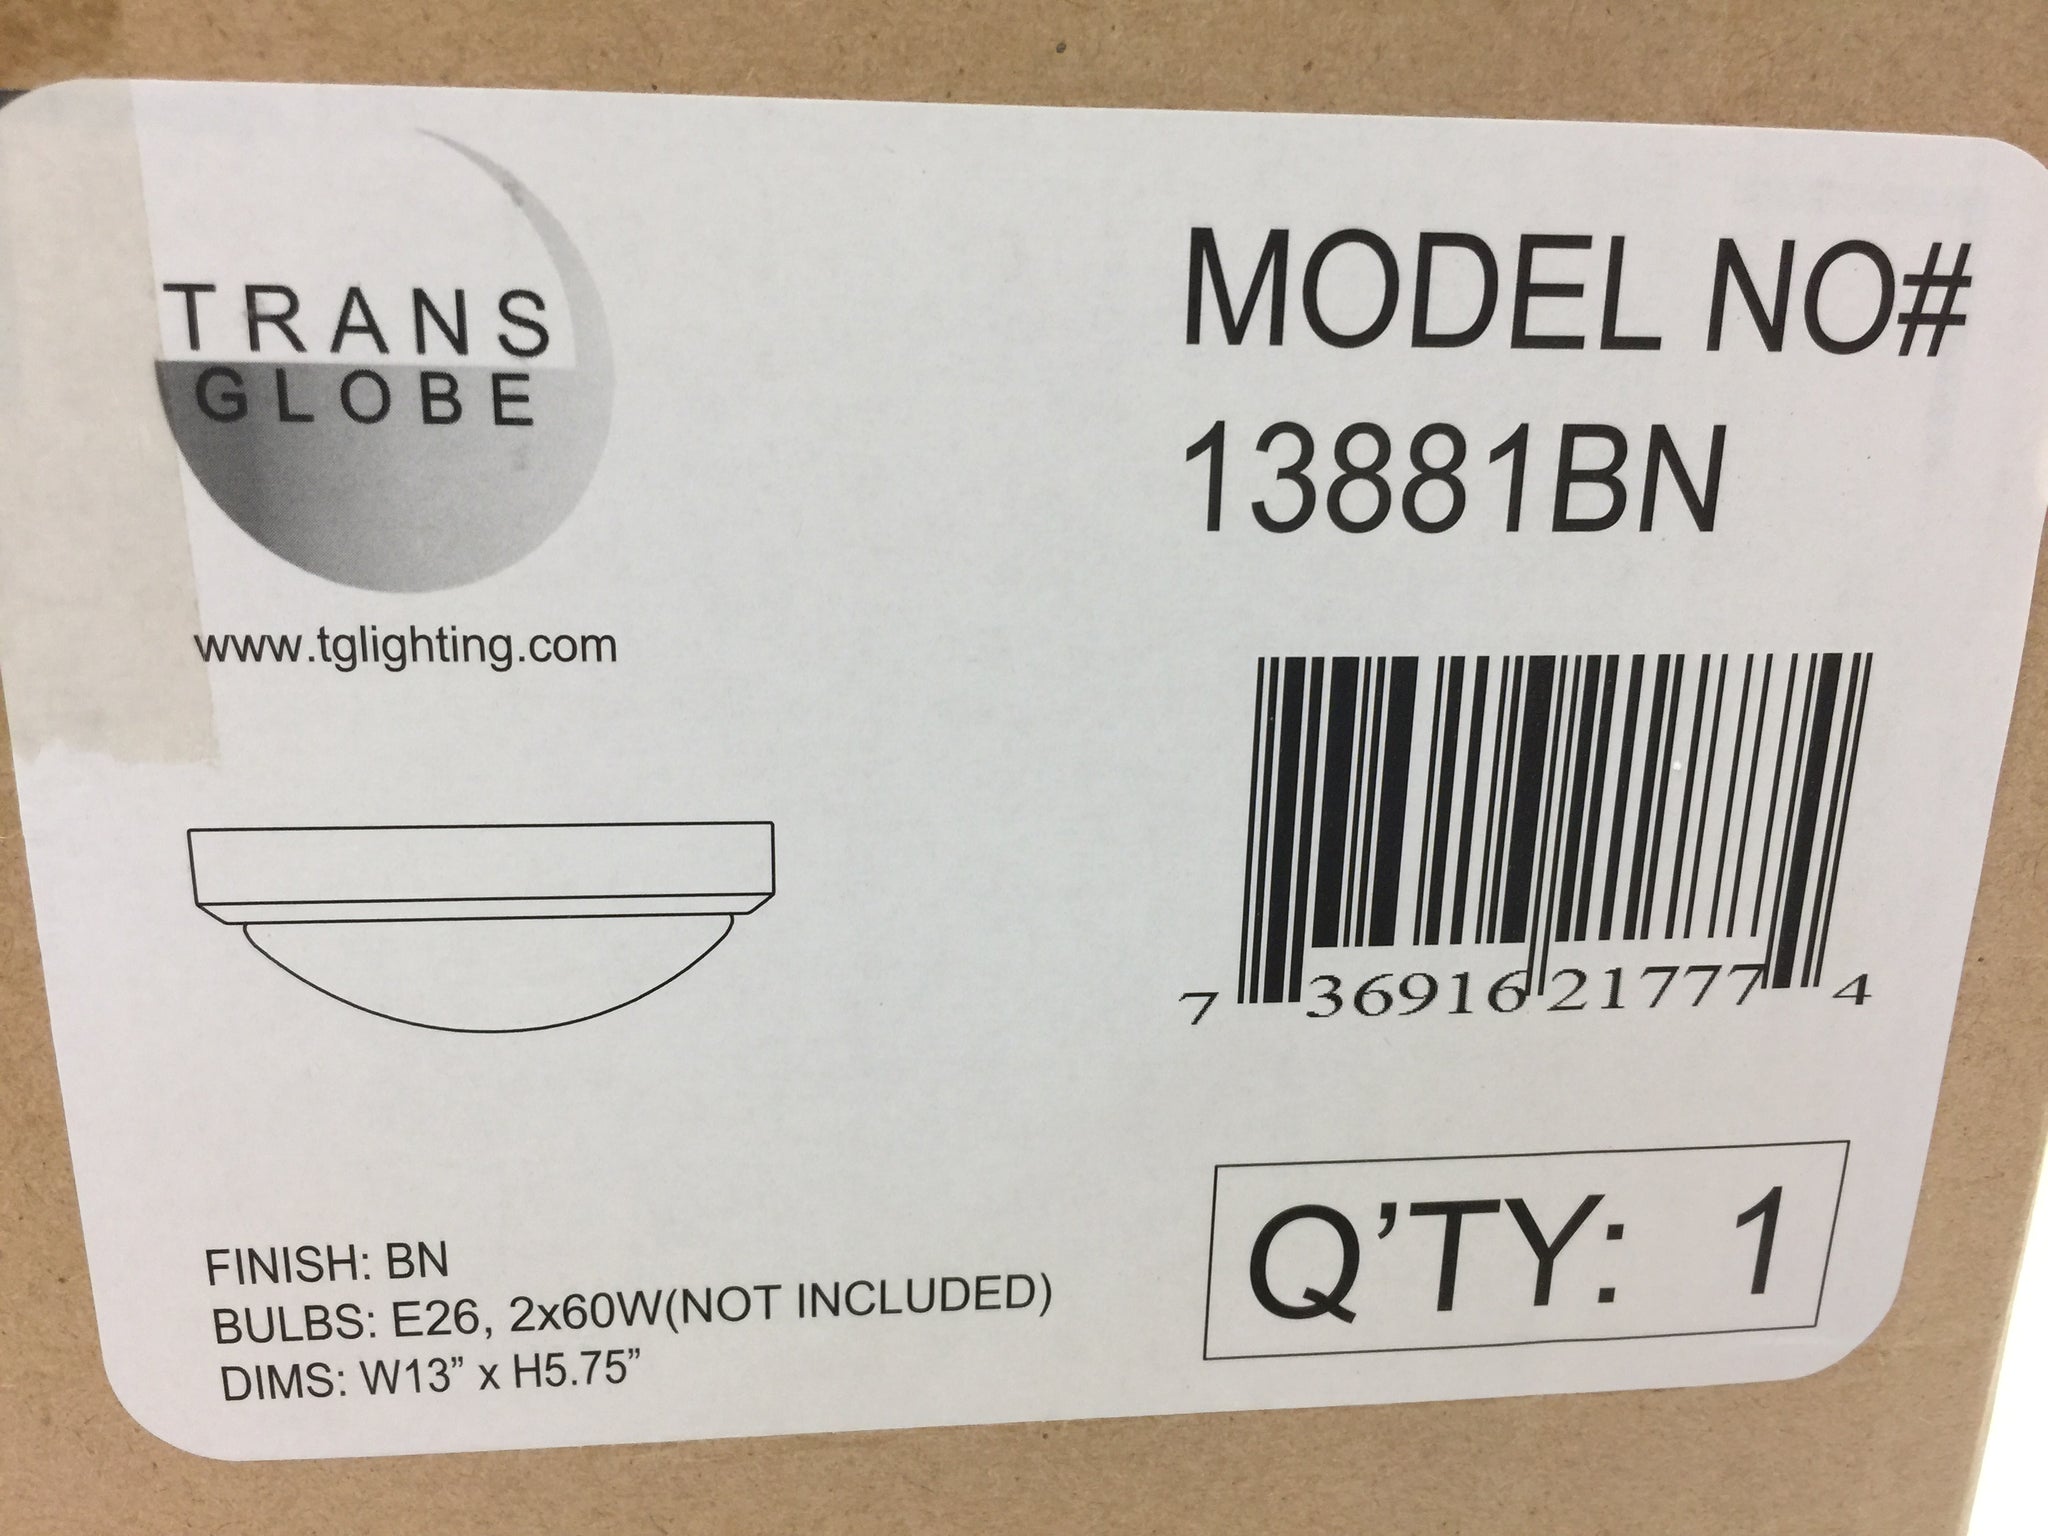 TRANS
GLOBE
www.tglighting.com
MODEL NO#
13881BN
7 36916 21777 4
FINISH: BN
BULBS: E26, 2x60W(NOT INCLUDED)
DIMS: W13” x H5.75”
Q’TY: 1